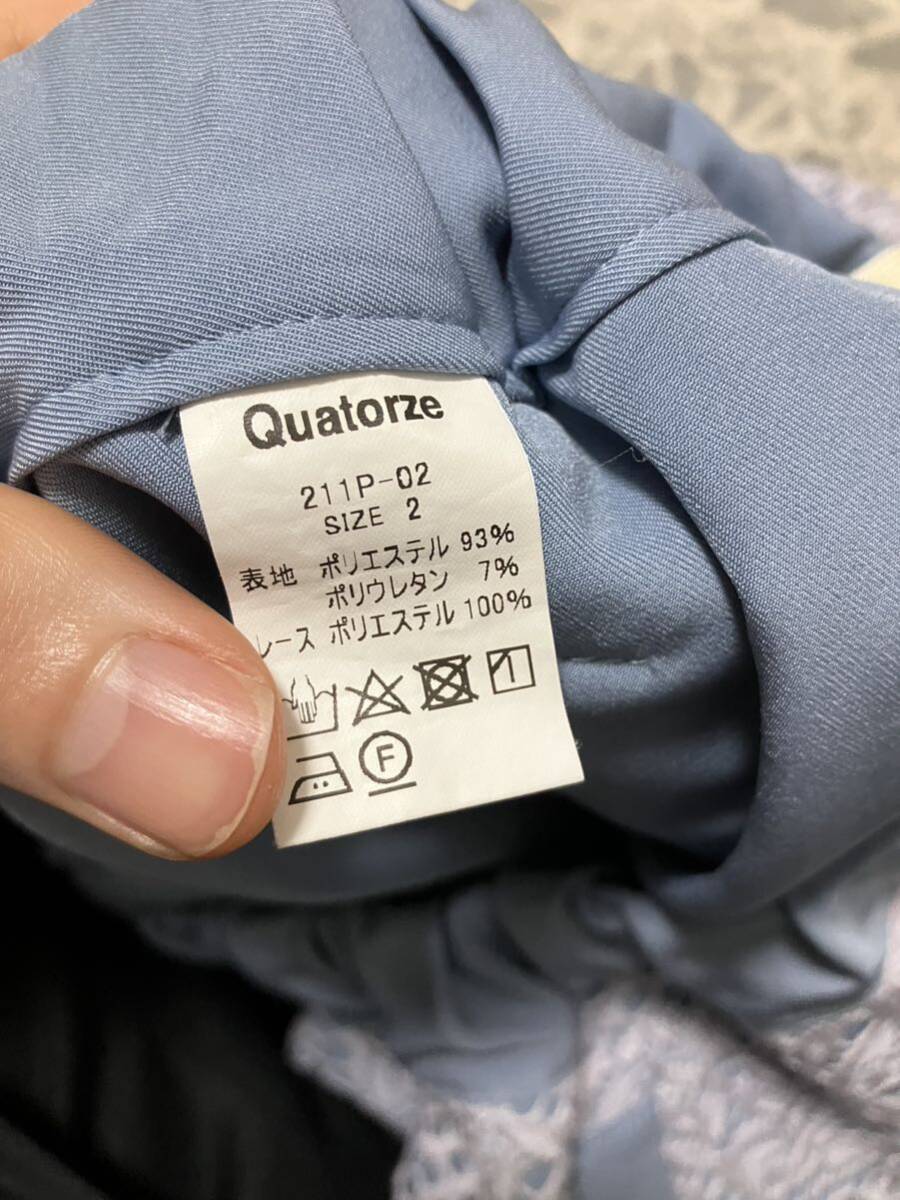 Quatorze
211P-02
SIZE 2
表地 ポリエステル 93%
ポリウレタン 7%
レース ポリエステル 100%
F